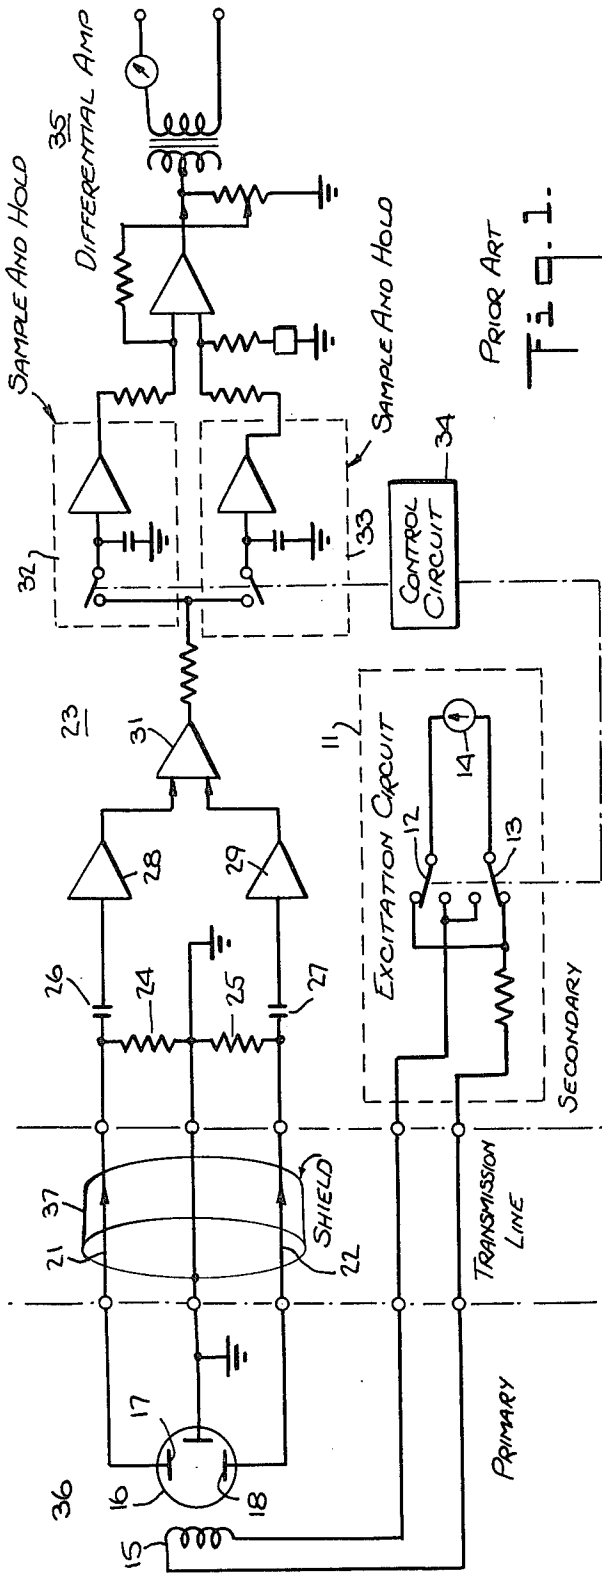 36
15
16
17
18
PRIMARY
21
37
22
SHIELD
TRANSMISSION
LINE
26
24
25
27
28
29
23
31
SAMPLE AND HOLD
32
33
SAMPLE AND HOLD
35
DIFFERENTIAL AMP
CONTROL
CIRCUIT
34
11
EXCITATION CIRCUIT
12
13
14
SECONDARY
PRIOR ART
Fig. 1.